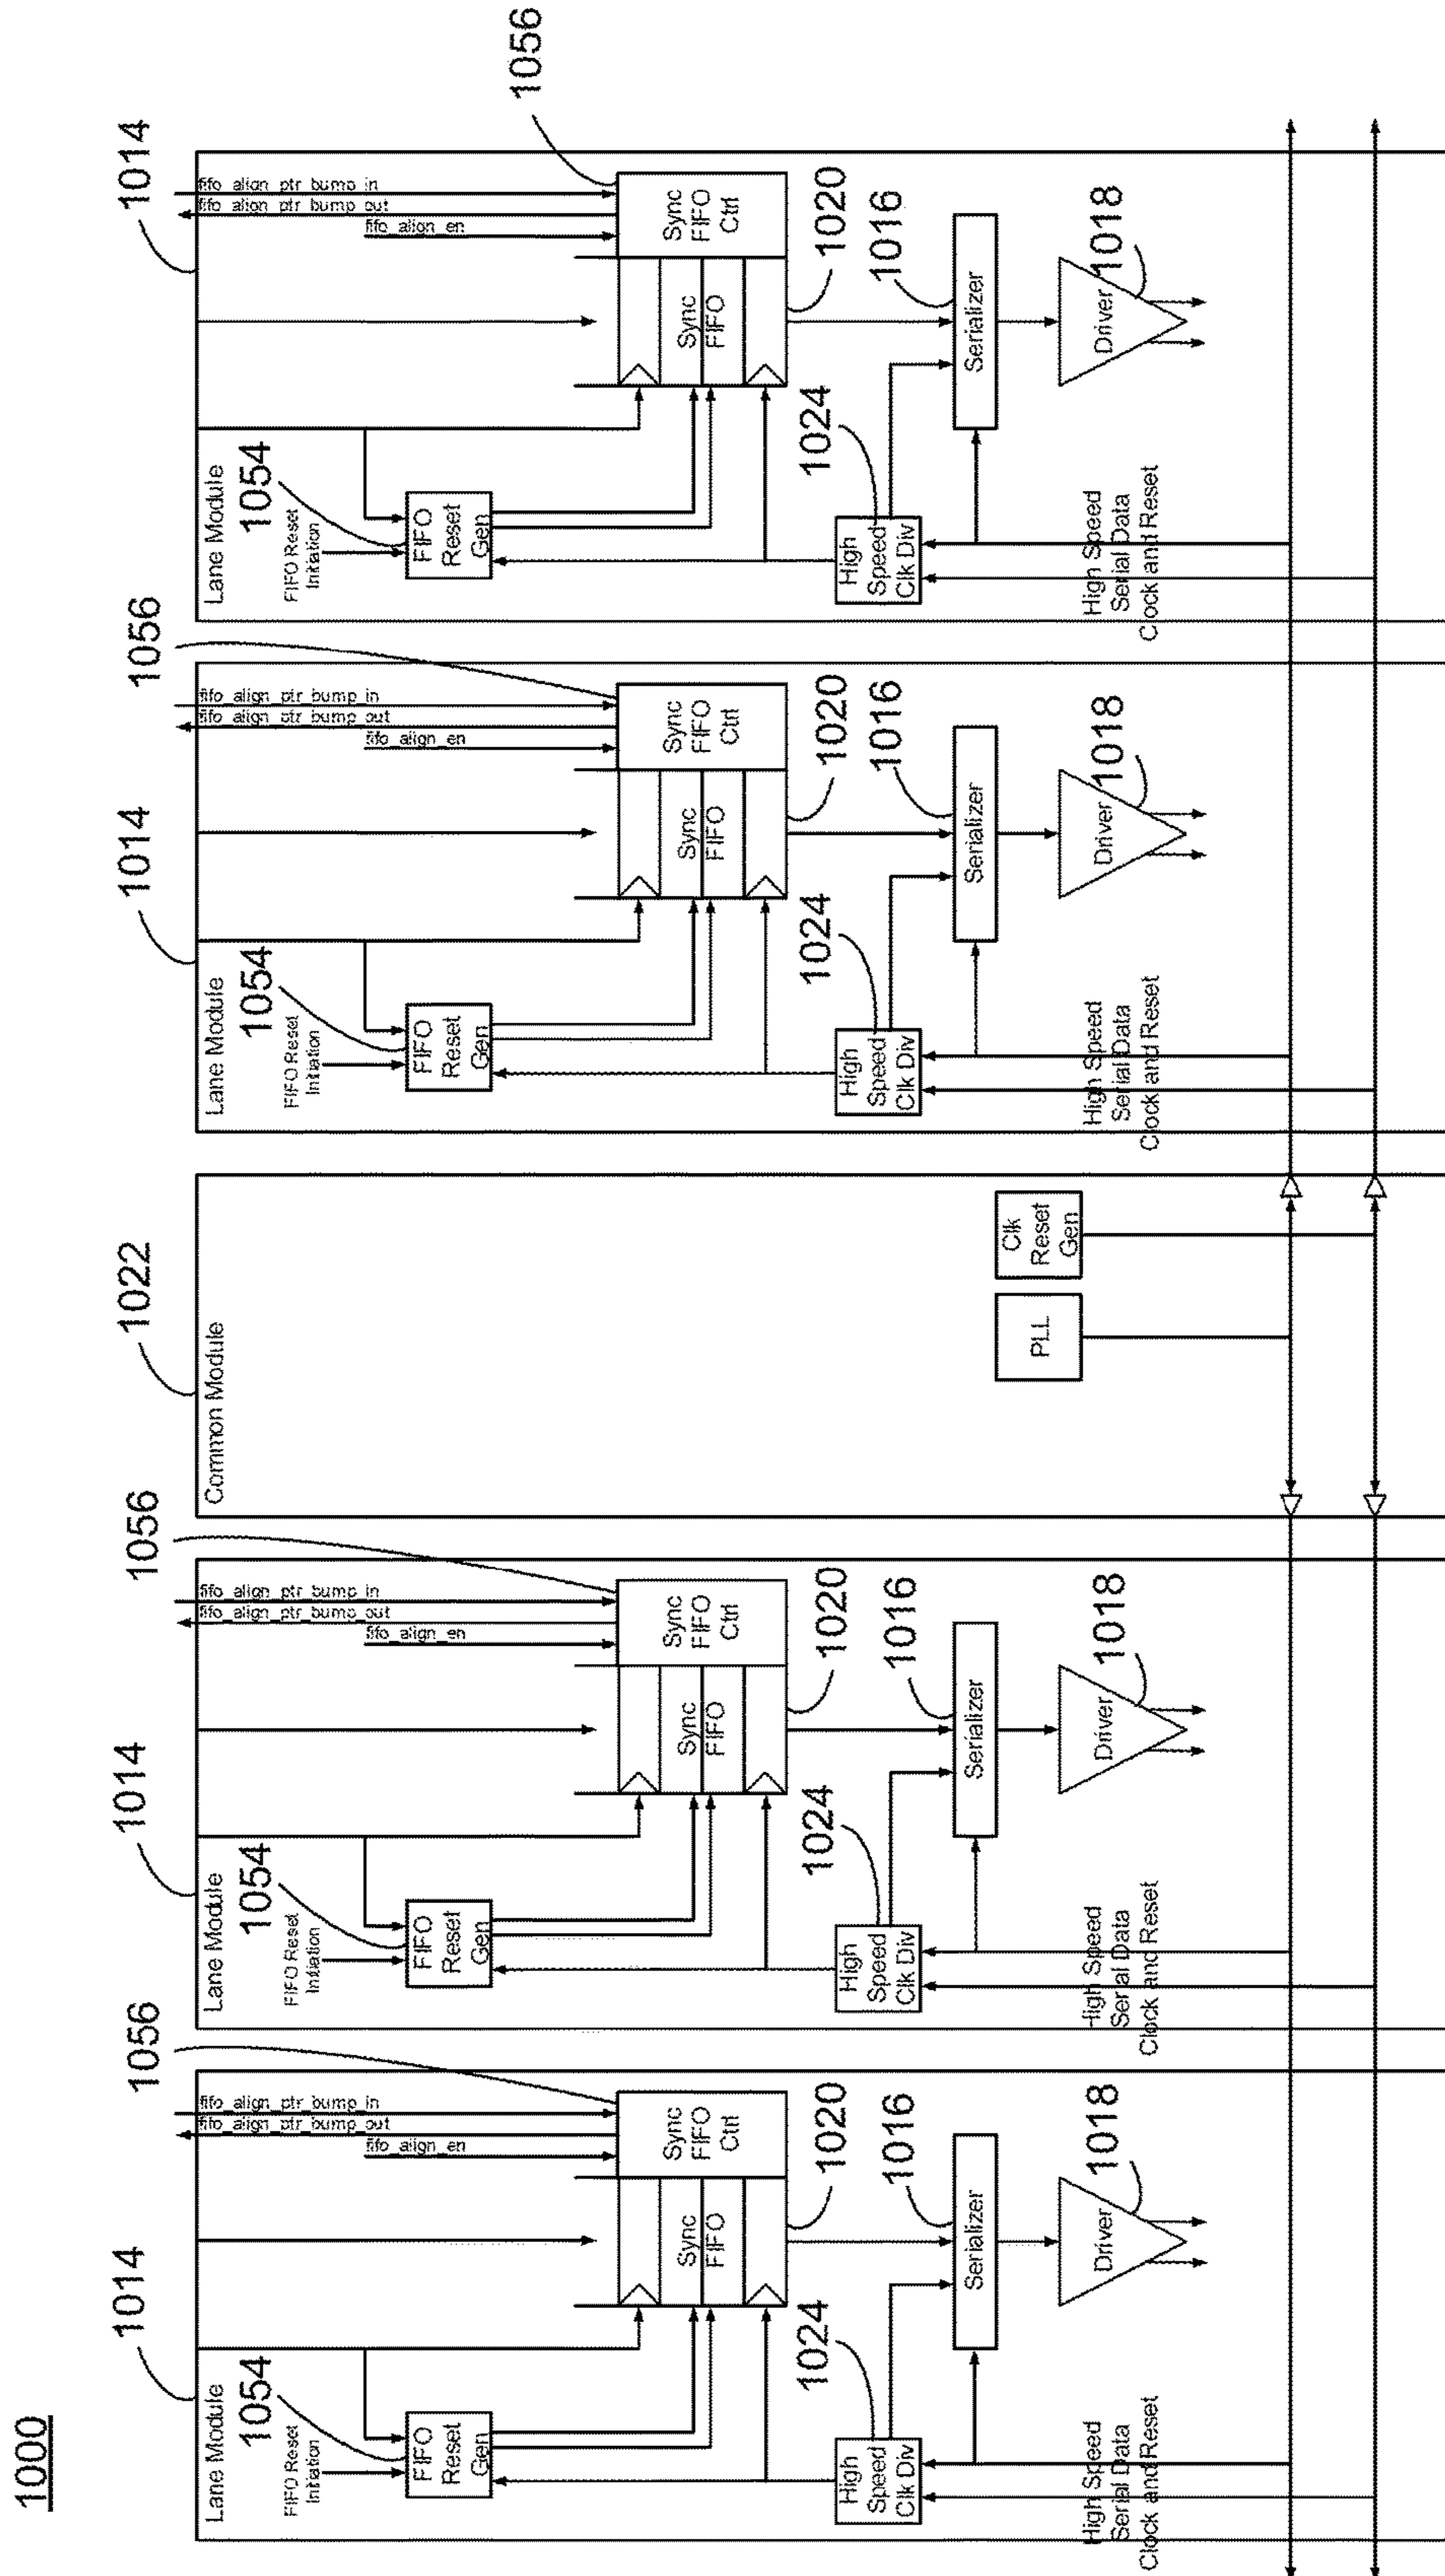 1000
1014
1056
Lane Module
fifo_align_ptr_bump_in
fifo_align_ptr_bump_out
1054
FIFO Reset
Initiation
fifo_align_en
FIFO
Reset
Gen
Sync
FIFO
Sync
FIFO
Ctrl
1020
1024
1016
High
Speed
Clk Div
Serializer
High Speed
Serial Data
Clock and Reset
Driver
1018
1014
1056
Lane Module
fifo_align_ptr_bump_in
fifo_align_ptr_bump_out
1054
FIFO Reset
Initiation
fifo_align_en
FIFO
Reset
Gen
Sync
FIFO
Sync
FIFO
Ctrl
1020
1024
1016
High
Speed
Clk Div
Serializer
High Speed
Serial Data
Clock and Reset
Driver
1018
1022
Common Module
PLL
Clk
Reset
Gen
1014
1056
Lane Module
fifo_align_ptr_bump_in
fifo_align_ptr_bump_out
1054
FIFO Reset
Initiation
fifo_align_en
FIFO
Reset
Gen
Sync
FIFO
Sync
FIFO
Ctrl
1020
1024
1016
High
Speed
Clk Div
Serializer
High Speed
Serial Data
Clock and Reset
Driver
1018
1014
1056
Lane Module
fifo_align_ptr_bump_in
fifo_align_ptr_bump_out
1054
FIFO Reset
Initiation
fifo_align_en
FIFO
Reset
Gen
Sync
FIFO
Sync
FIFO
Ctrl
1020
1024
1016
High
Speed
Clk Div
Serializer
High Speed
Serial Data
Clock and Reset
Driver
1018